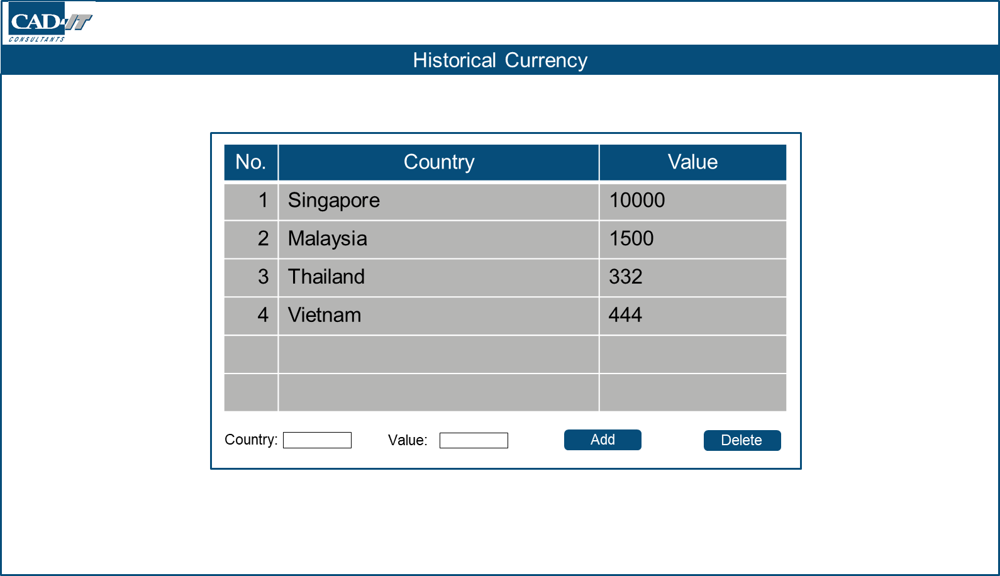 CAD-IT
CONSULTANTS
Historical Currency
No. Country Value
1 Singapore 10000
2 Malaysia 1500
3 Thailand 332
4 Vietnam 444
Country: Value: Add Delete